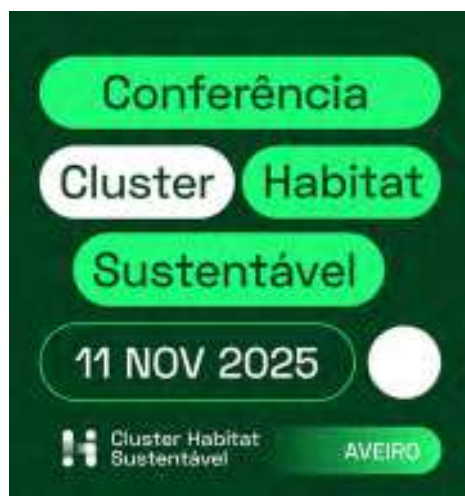 Conferência
Cluster Habitat
Sustentável
11 NOV 2025
Cluster Habitat
Sustentável
AVEIRO